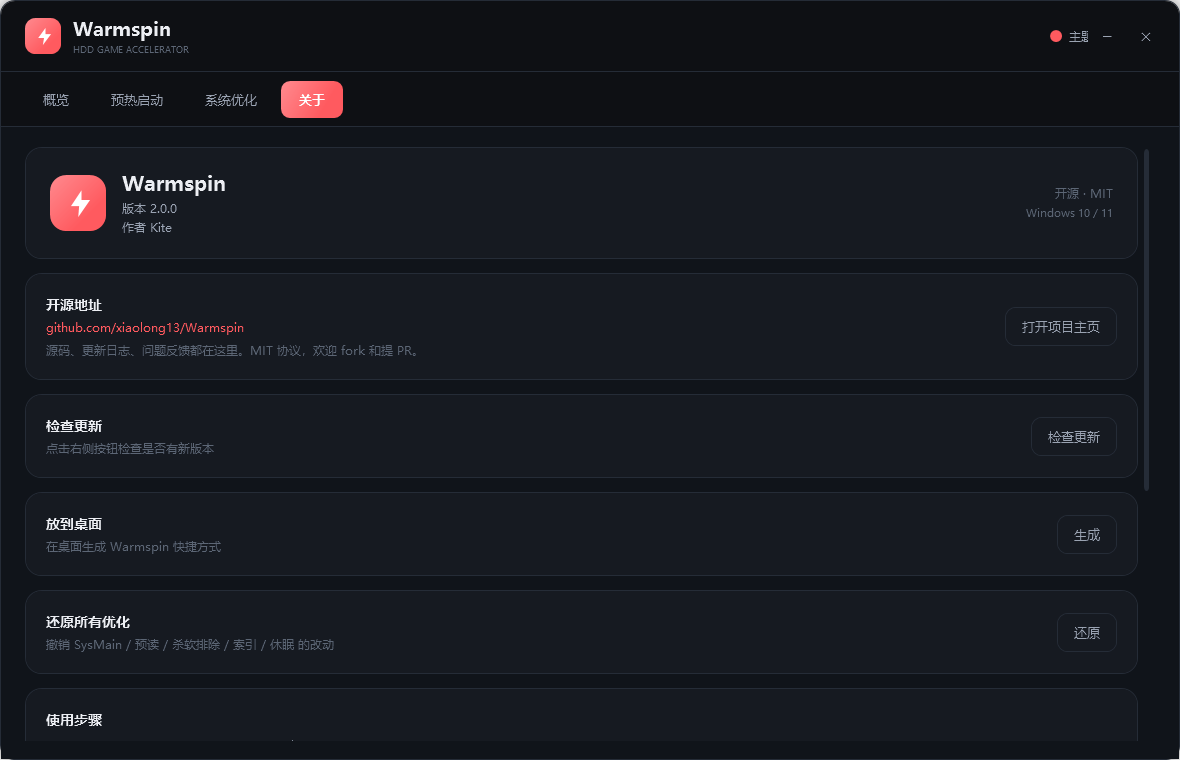 Warmspin
HDD GAME ACCELERATOR
主题
概览
预热启动
系统优化
关于
Warmspin
版本 2.0.0
作者 Kite
开源 · MIT
Windows 10 / 11
开源地址
github.com/xiaolong13/Warmspin
源码、更新日志、问题反馈都在这里。MIT 协议，欢迎 fork 和提 PR。
打开项目主页
检查更新
点击右侧按钮检查是否有新版本
检查更新
放到桌面
在桌面生成 Warmspin 快捷方式
生成
还原所有优化
撤销 SysMain / 预读 / 杀软排除 / 索引 / 休眠 的改动
还原
使用步骤